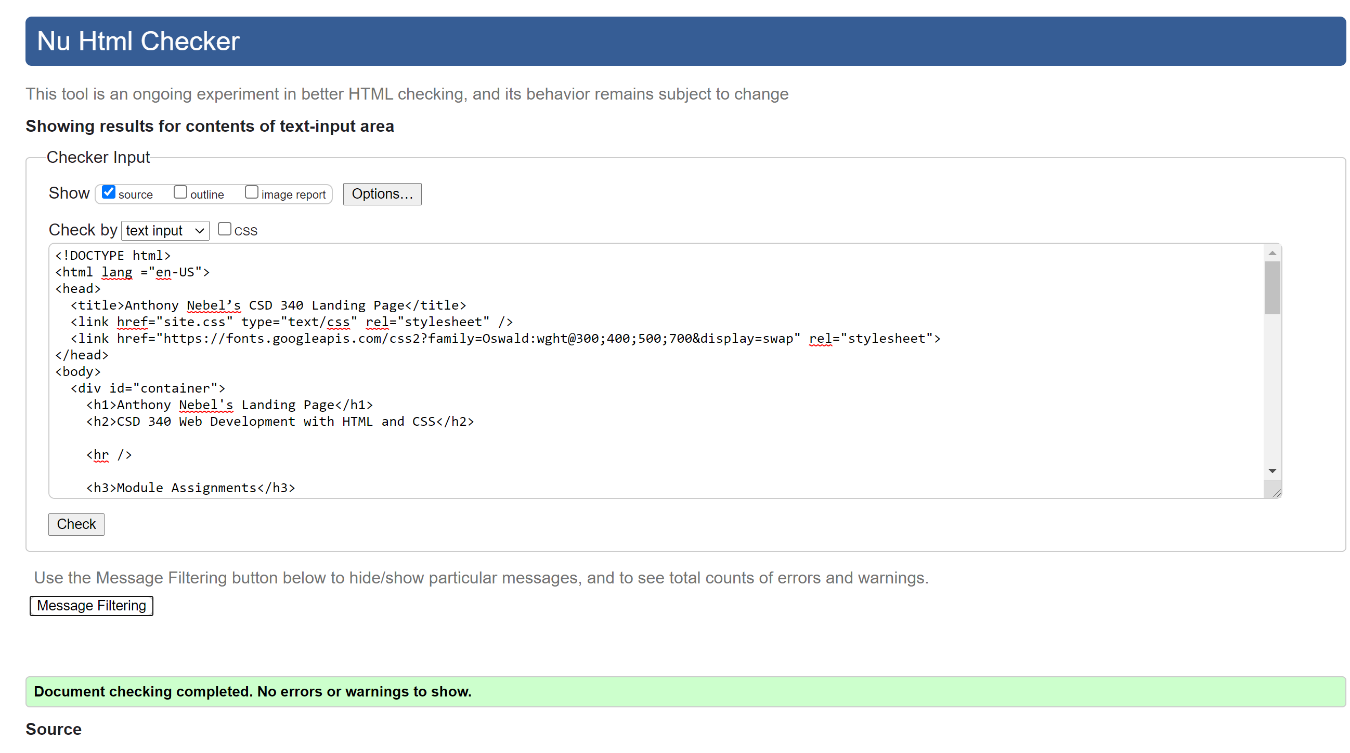 Nu Html Checker
This tool is an ongoing experiment in better HTML checking, and its behavior remains subject to change
Showing results for contents of text-input area
Checker Input
Show source outline image report Options...
Check by text input css
<!DOCTYPE html>
<html lang ="en-US">
<head>
  <title>Anthony Nebel’s CSD 340 Landing Page</title>
  <link href="site.css" type="text/css" rel="stylesheet" />
  <link href="https://fonts.googleapis.com/css2?family=Oswald:wght@300;400;500;700&display=swap" rel="stylesheet">
</head>
<body>
  <div id="container">
    <h1>Anthony Nebel's Landing Page</h1>
    <h2>CSD 340 Web Development with HTML and CSS</h2>
    <hr />
    <h3>Module Assignments</h3>
Check
Use the Message Filtering button below to hide/show particular messages, and to see total counts of errors and warnings.
Message Filtering
Document checking completed. No errors or warnings to show.
Source